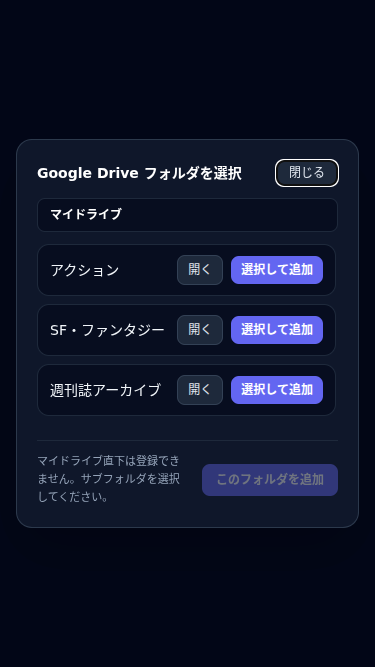 Google Drive フォルダを選択
閉じる
マイドライブ
アクション
開く
選択して追加
SF・ファンタジー
開く
選択して追加
週刊誌アーカイブ
開く
選択して追加
マイドライブ直下は登録でき
ません。サブフォルダを選択
してください。
このフォルダを追加